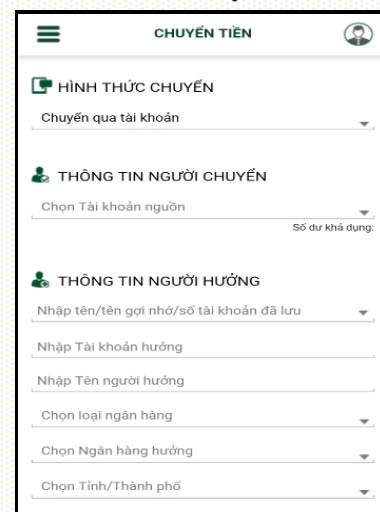 CHUYỂN TIỀN
HÌNH THỨC CHUYỂN
Chuyển qua tài khoản
THÔNG TIN NGƯỜI CHUYỂN
Chọn Tài khoản nguồn
Số dư khả dụng:
THÔNG TIN NGƯỜI HƯỞNG
Nhập tên/tên gợi nhớ/số tài khoản đã lưu
Nhập Tài khoản hưởng
Nhập Tên người hưởng
Chọn loại ngân hàng
Chọn Ngân hàng hưởng
Chọn Tỉnh/Thành phố